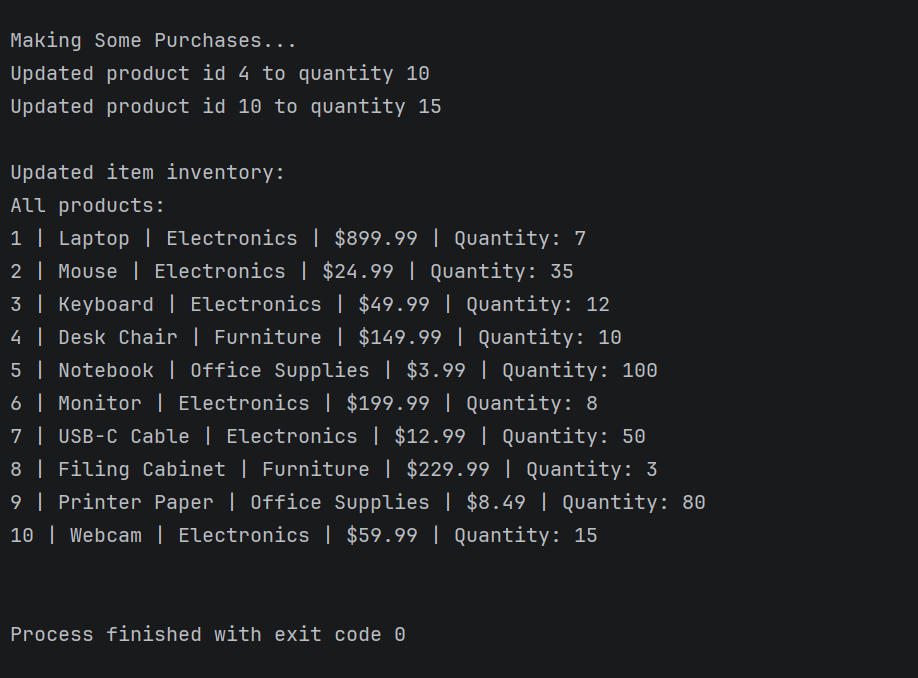 Making Some Purchases...
Updated product id 4 to quantity 10
Updated product id 10 to quantity 15
Updated item inventory:
All products:
1 | Laptop | Electronics | $899.99 | Quantity: 7
2 | Mouse | Electronics | $24.99 | Quantity: 35
3 | Keyboard | Electronics | $49.99 | Quantity: 12
4 | Desk Chair | Furniture | $149.99 | Quantity: 10
5 | Notebook | Office Supplies | $3.99 | Quantity: 100
6 | Monitor | Electronics | $199.99 | Quantity: 8
7 | USB-C Cable | Electronics | $12.99 | Quantity: 50
8 | Filing Cabinet | Furniture | $229.99 | Quantity: 3
9 | Printer Paper | Office Supplies | $8.49 | Quantity: 80
10 | Webcam | Electronics | $59.99 | Quantity: 15
Process finished with exit code 0